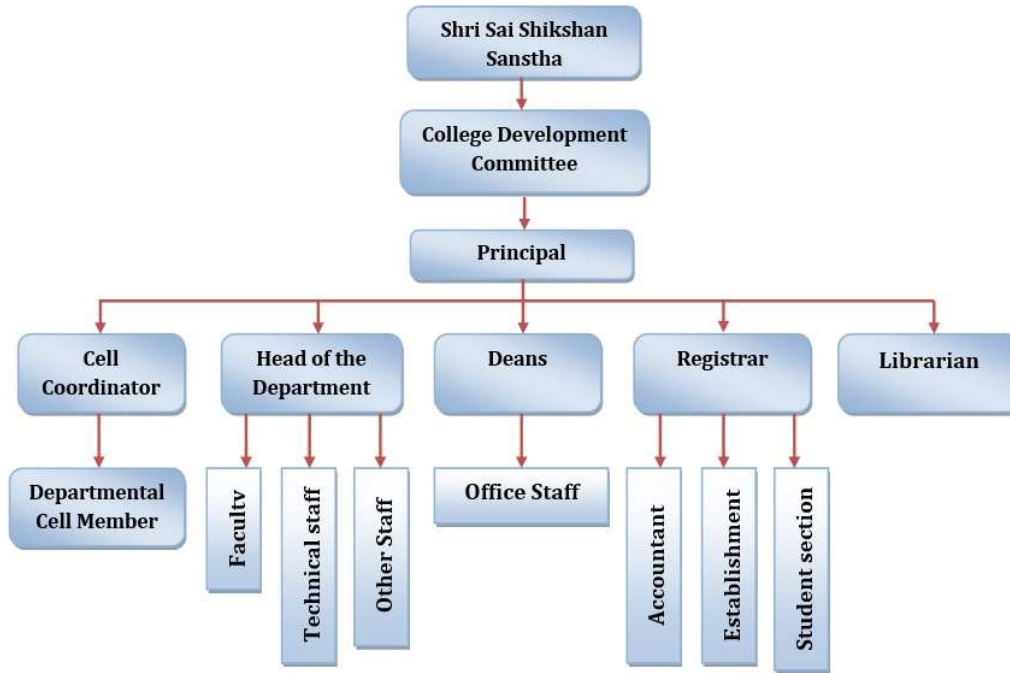 Shri Sai Shikshan
Sanstha
College Development
Committee
Principal
Cell
Coordinator
Head of the
Department
Deans
Registrar
Librarian
Departmental
Cell Member
Faculty
Technical staff
Other Staff
Office Staff
Accountant
Establishment
Student section